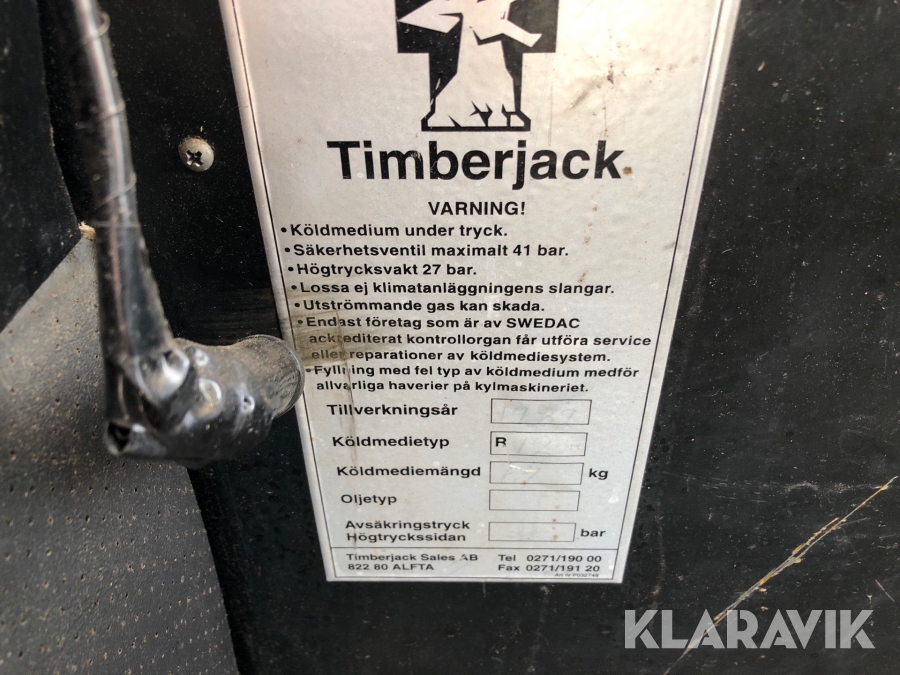 Timberjack
VARNING!
• Köldmedium under tryck.
• Säkerhetsventil maximalt 41 bar.
• Högtrycksvakt 27 bar.
• Lossa ej klimatanläggningens slangar.
• Utströmmande gas kan skada.
• Endast företag som är av SWEDAC
ackrediterat kontrollorgan får utföra service
eller reparationer av köldmediesystem.
• Fyllning med fel typ av köldmedium medför
allvarliga haverier på kylmaskineriet.
Tillverkningsår
Köldmedietyp R
Köldmediemängd kg
Oljetyp
Avsäkringstryck
Högtryckssidan bar
Timberjack Sales AB Tel 0271/190 00
822 80 ALFTA Fax 0271/191 20
KLARAVIK